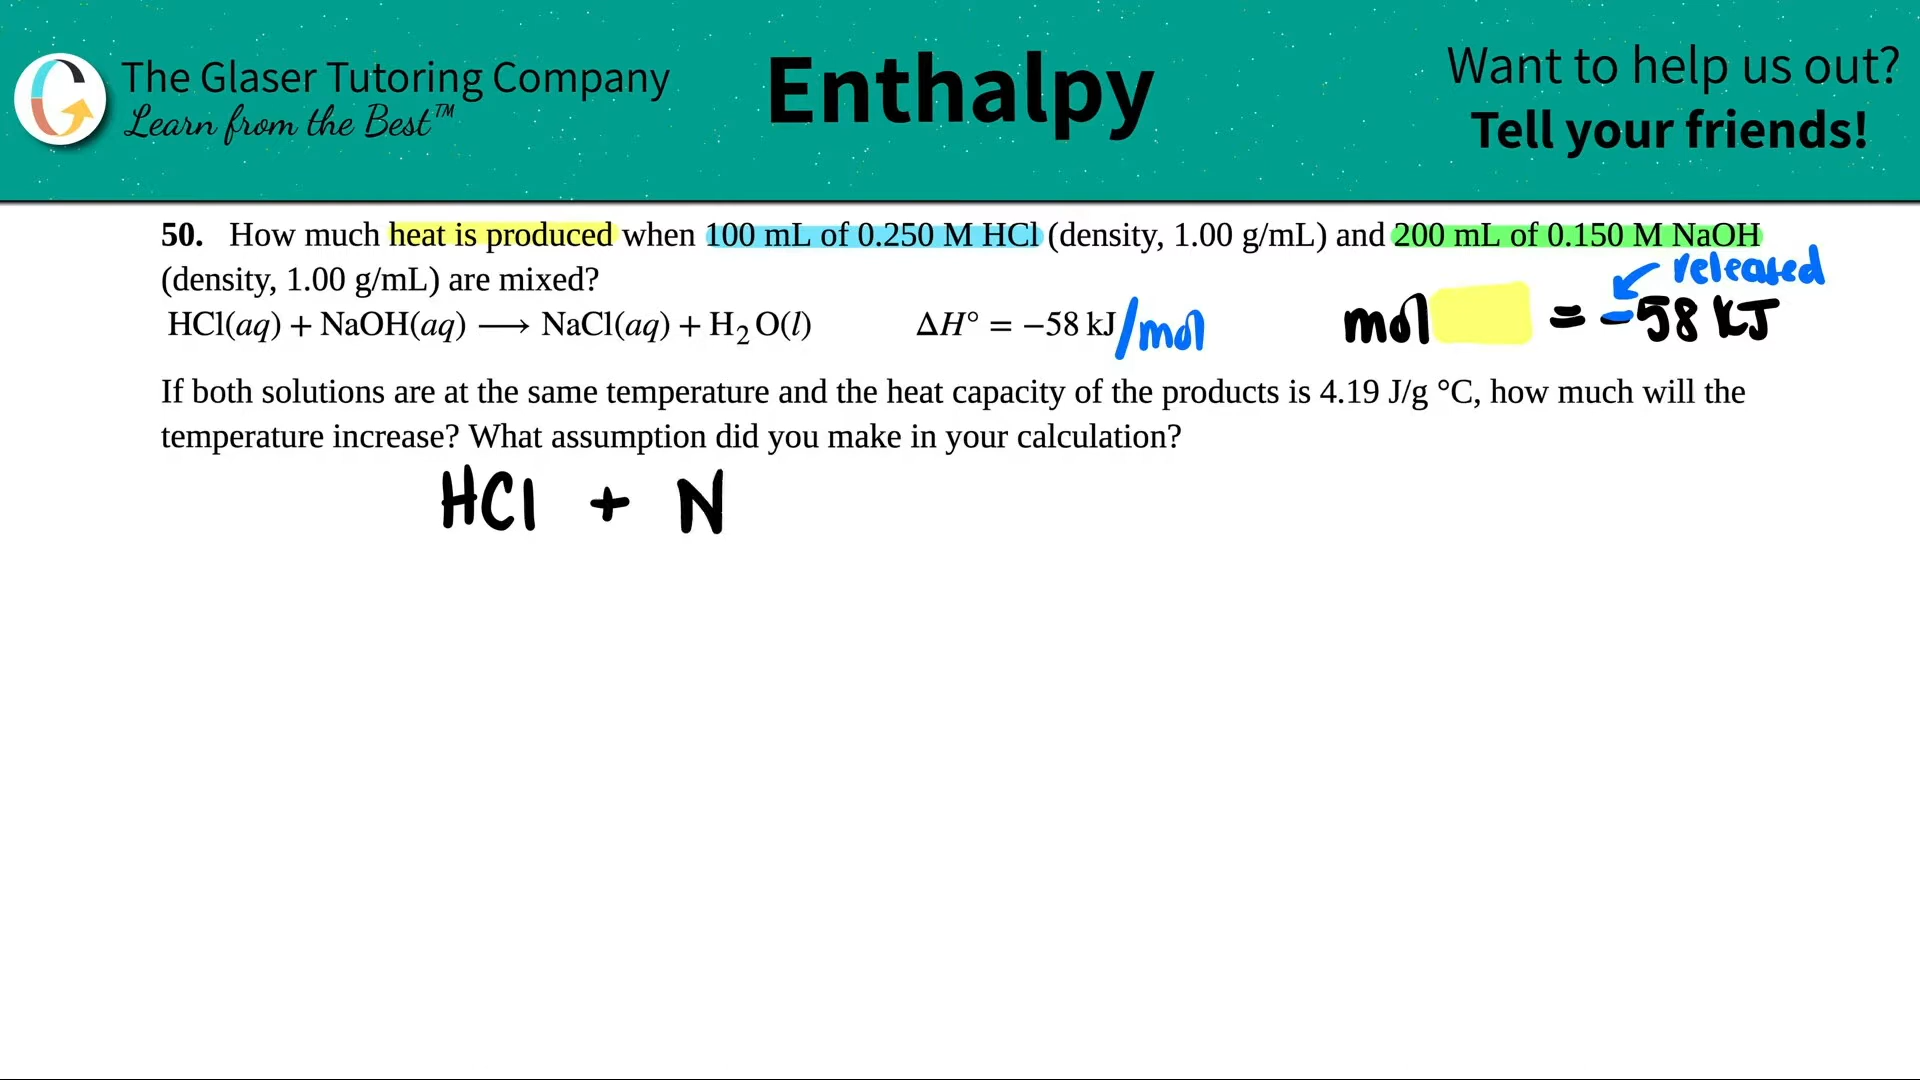 The Glaser Tutoring Company
Learn from the Best™
Enthalpy
Want to help us out?
Tell your friends!
50. How much heat is produced when 100 mL of 0.250 M HCl (density, 1.00 g/mL) and 200 mL of 0.150 M NaOH
(density, 1.00 g/mL) are mixed?
released
HCl(aq) + NaOH(aq) ⟶ NaCl(aq) + H₂O(l) ΔH° = −58 kJ/mol
mol = −58 KJ
If both solutions are at the same temperature and the heat capacity of the products is 4.19 J/g °C, how much will the
temperature increase? What assumption did you make in your calculation?
HCl + N